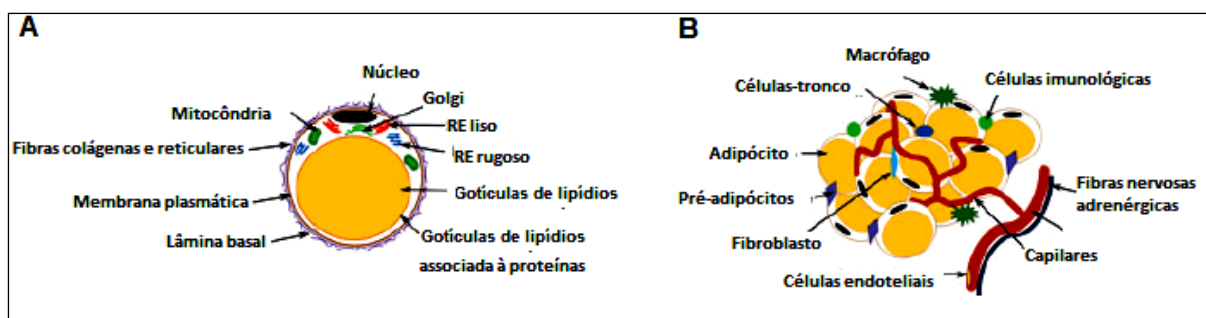 A
Núcleo
Golgi
Mitocôndria
RE liso
Fibras colágenas e reticulares
RE rugoso
Membrana plasmática
Gotículas de lipídios
Lâmina basal
Gotículas de lipídios
associada à proteínas
B
Macrófago
Células-tronco
Células imunológicas
Adipócito
Pré-adipócitos
Fibras nervosas
adrenérgicas
Fibroblasto
Capilares
Células endoteliais